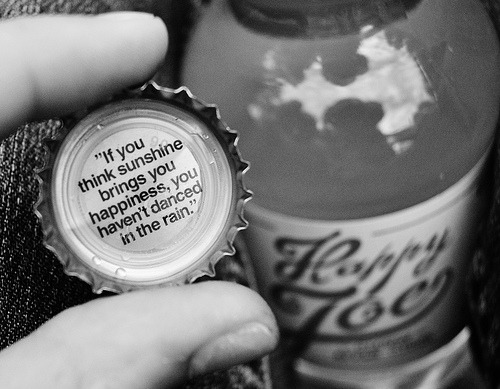 "If you
think sunshine
brings you
happiness, you
haven't danced
in the rain."
Happy
Joe